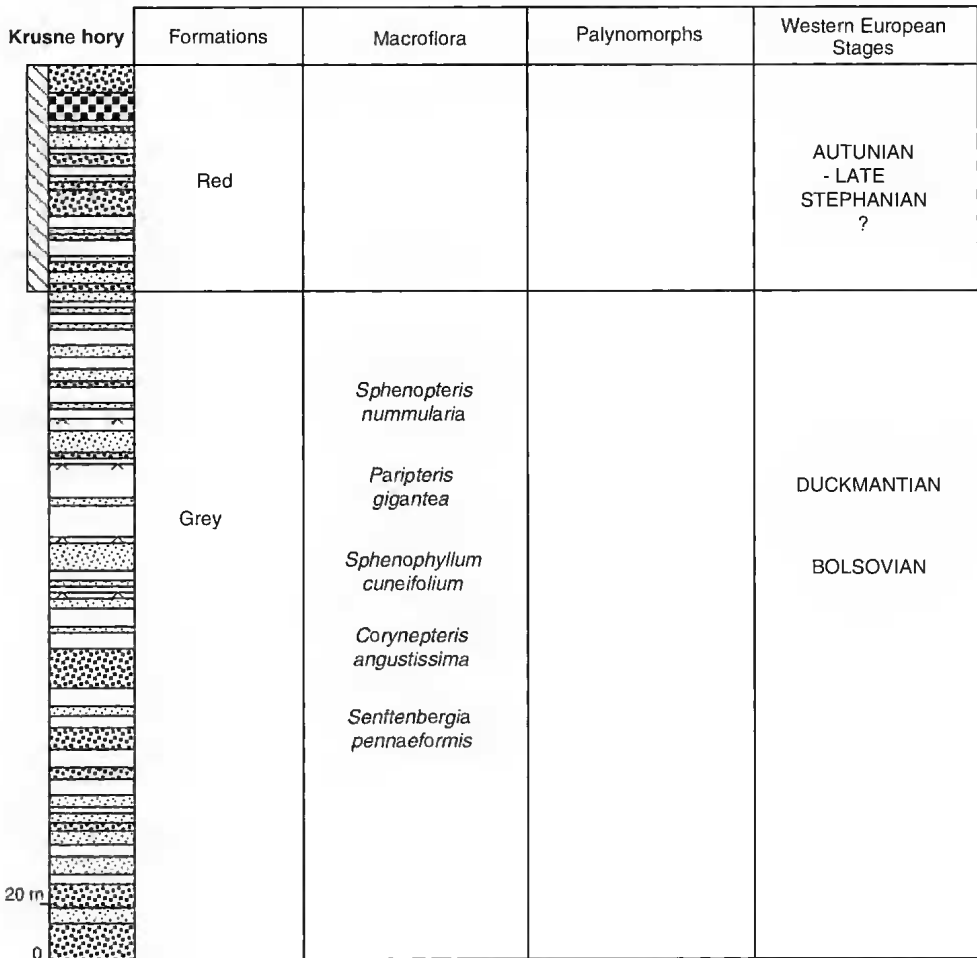 Krusne hory
Formations
Macroflora
Palynomorphs
Western European
Stages
Red
AUTUNIAN
- LATE
STEPHANIAN
?
Sphenopteris
nummularia
Paripteris
gigantea
DUCKMANTIAN
Grey
Sphenophyllum
cuneifolium
BOLSOVIAN
Corynepteris
angustissima
Senftenbergia
pennaeformis
20 m
0